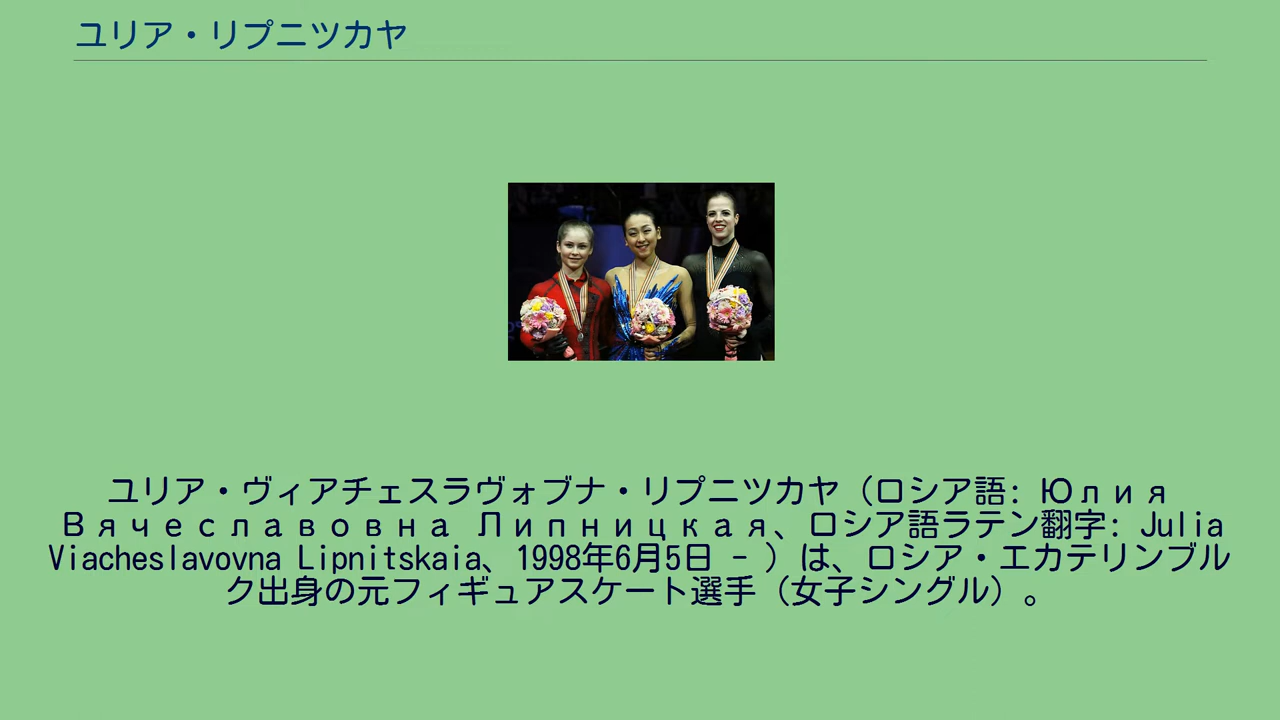 ユリア・リプニツカヤ
ユリア・ヴィアチェスラヴォブナ・リプニツカヤ（ロシア語: Юлия
Вячеславовна Липницкая、ロシア語ラテン翻字: Julia
Viacheslavovna Lipnitskaia、1998年6月5日 - ）は、ロシア・エカテリンブル
ク出身の元フィギュアスケート選手（女子シングル）。